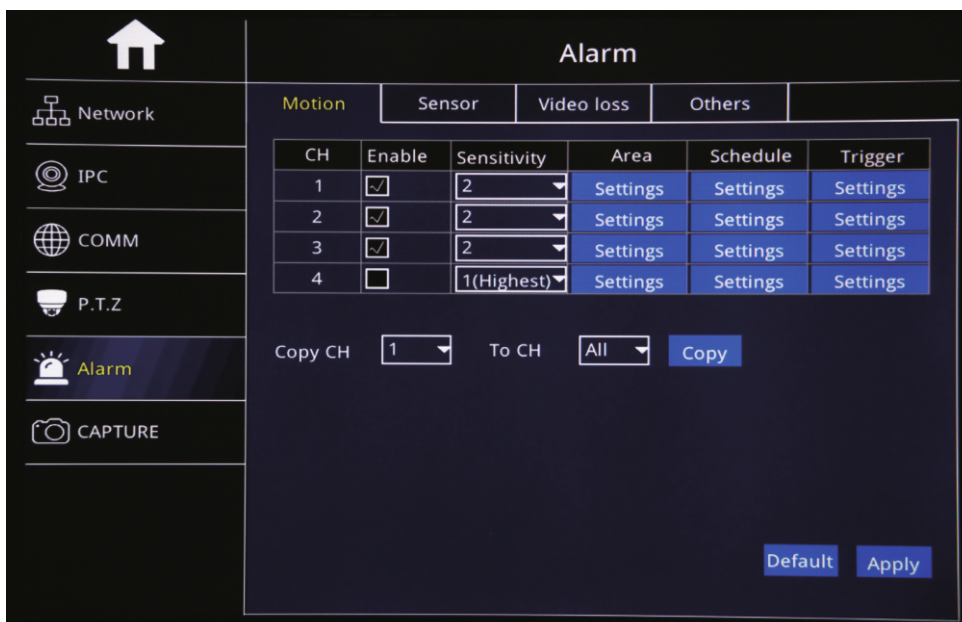 Alarm
Network
IPC
COMM
P.T.Z
Alarm
CAPTURE
Motion Sensor Video loss Others
CH Enable Sensitivity Area Schedule Trigger
1 2 Settings Settings Settings
2 2 Settings Settings Settings
3 2 Settings Settings Settings
4 1(Highest) Settings Settings Settings
Copy CH 1 To CH All Copy
Default Apply